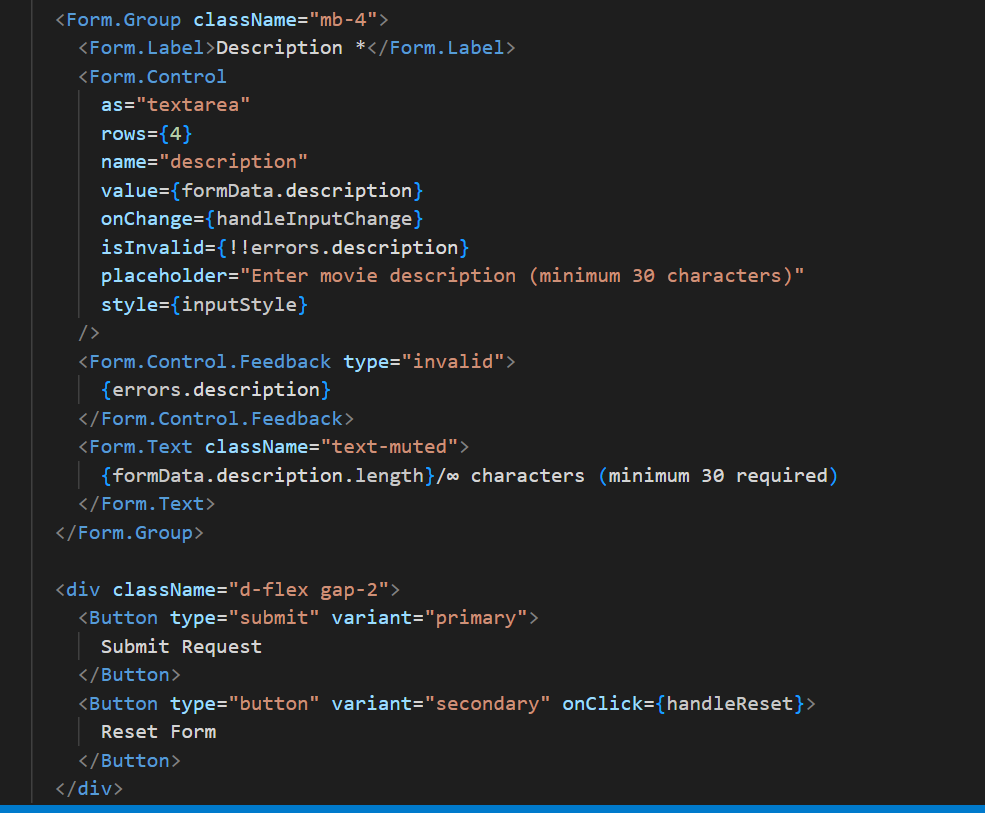 <Form.Group className="mb-4">
  <Form.Label>Description *</Form.Label>
  <Form.Control
    as="textarea"
    rows={4}
    name="description"
    value={formData.description}
    onChange={handleInputChange}
    isInvalid={!!errors.description}
    placeholder="Enter movie description (minimum 30 characters)"
    style={inputStyle}
  />
  <Form.Control.Feedback type="invalid">
    {errors.description}
  </Form.Control.Feedback>
  <Form.Text className="text-muted">
    {formData.description.length}/∞ characters (minimum 30 required)
  </Form.Text>
</Form.Group>

<div className="d-flex gap-2">
  <Button type="submit" variant="primary">
    Submit Request
  </Button>
  <Button type="button" variant="secondary" onClick={handleReset}>
    Reset Form
  </Button>
</div>